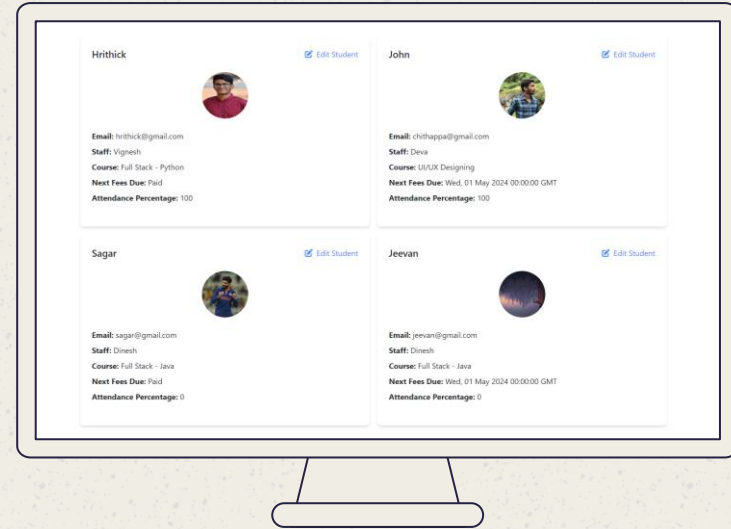 Hrithick
Edit Student
Email: hrithick@gmail.com
Staff: Vignesh
Course: Full Stack - Python
Next Fees Due: Paid
Attendance Percentage: 100
John
Edit Student
Email: chithappa@gmail.com
Staff: Deva
Course: UI/UX Designing
Next Fees Due: Wed, 01 May 2024 00:00:00 GMT
Attendance Percentage: 100
Sagar
Edit Student
Email: sagar@gmail.com
Staff: Dinesh
Course: Full Stack - Java
Next Fees Due: Paid
Attendance Percentage: 0
Jeevan
Edit Student
Email: jeevan@gmail.com
Staff: Dinesh
Course: Full Stack - Java
Next Fees Due: Wed, 01 May 2024 00:00:00 GMT
Attendance Percentage: 0